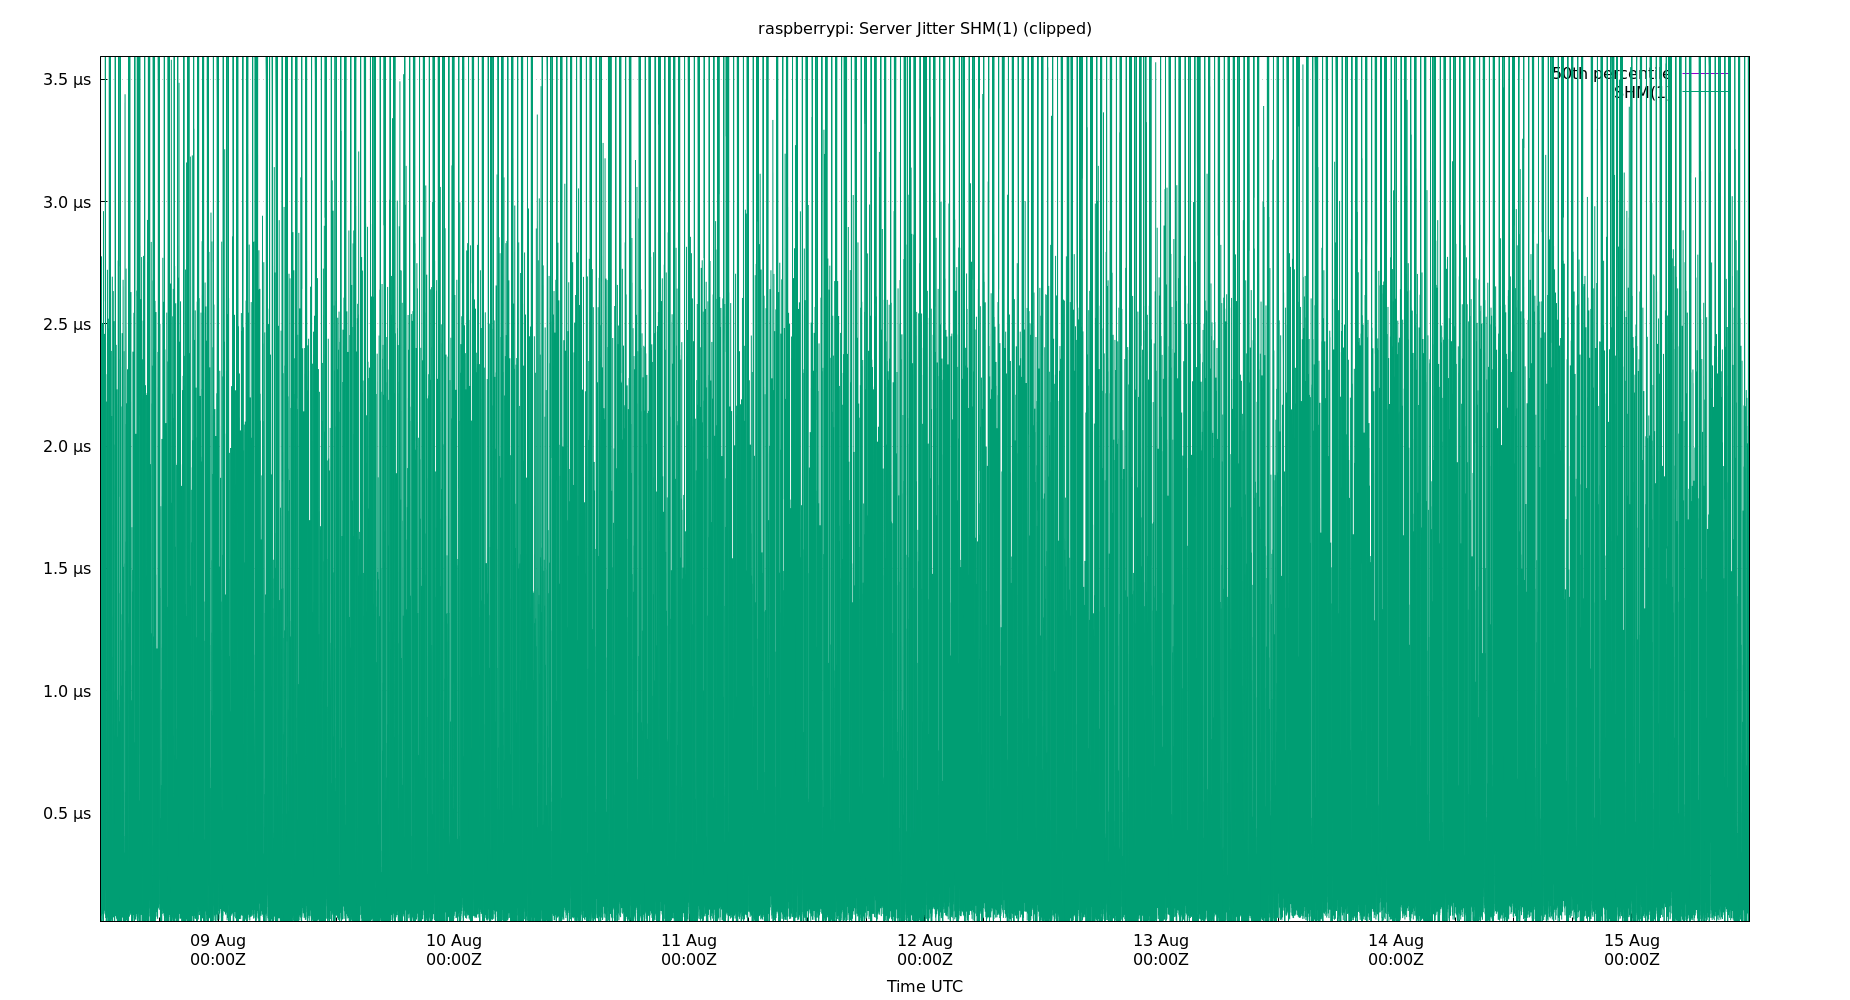 raspberrypi: Server Jitter SHM(1) (clipped)
50th percentile
SHM(1)
3.5 µs
3.0 µs
2.5 µs
2.0 µs
1.5 µs
1.0 µs
0.5 µs
09 Aug 10 Aug 11 Aug 12 Aug 13 Aug 14 Aug 15 Aug
00:00Z 00:00Z 00:00Z 00:00Z 00:00Z 00:00Z 00:00Z
Time UTC